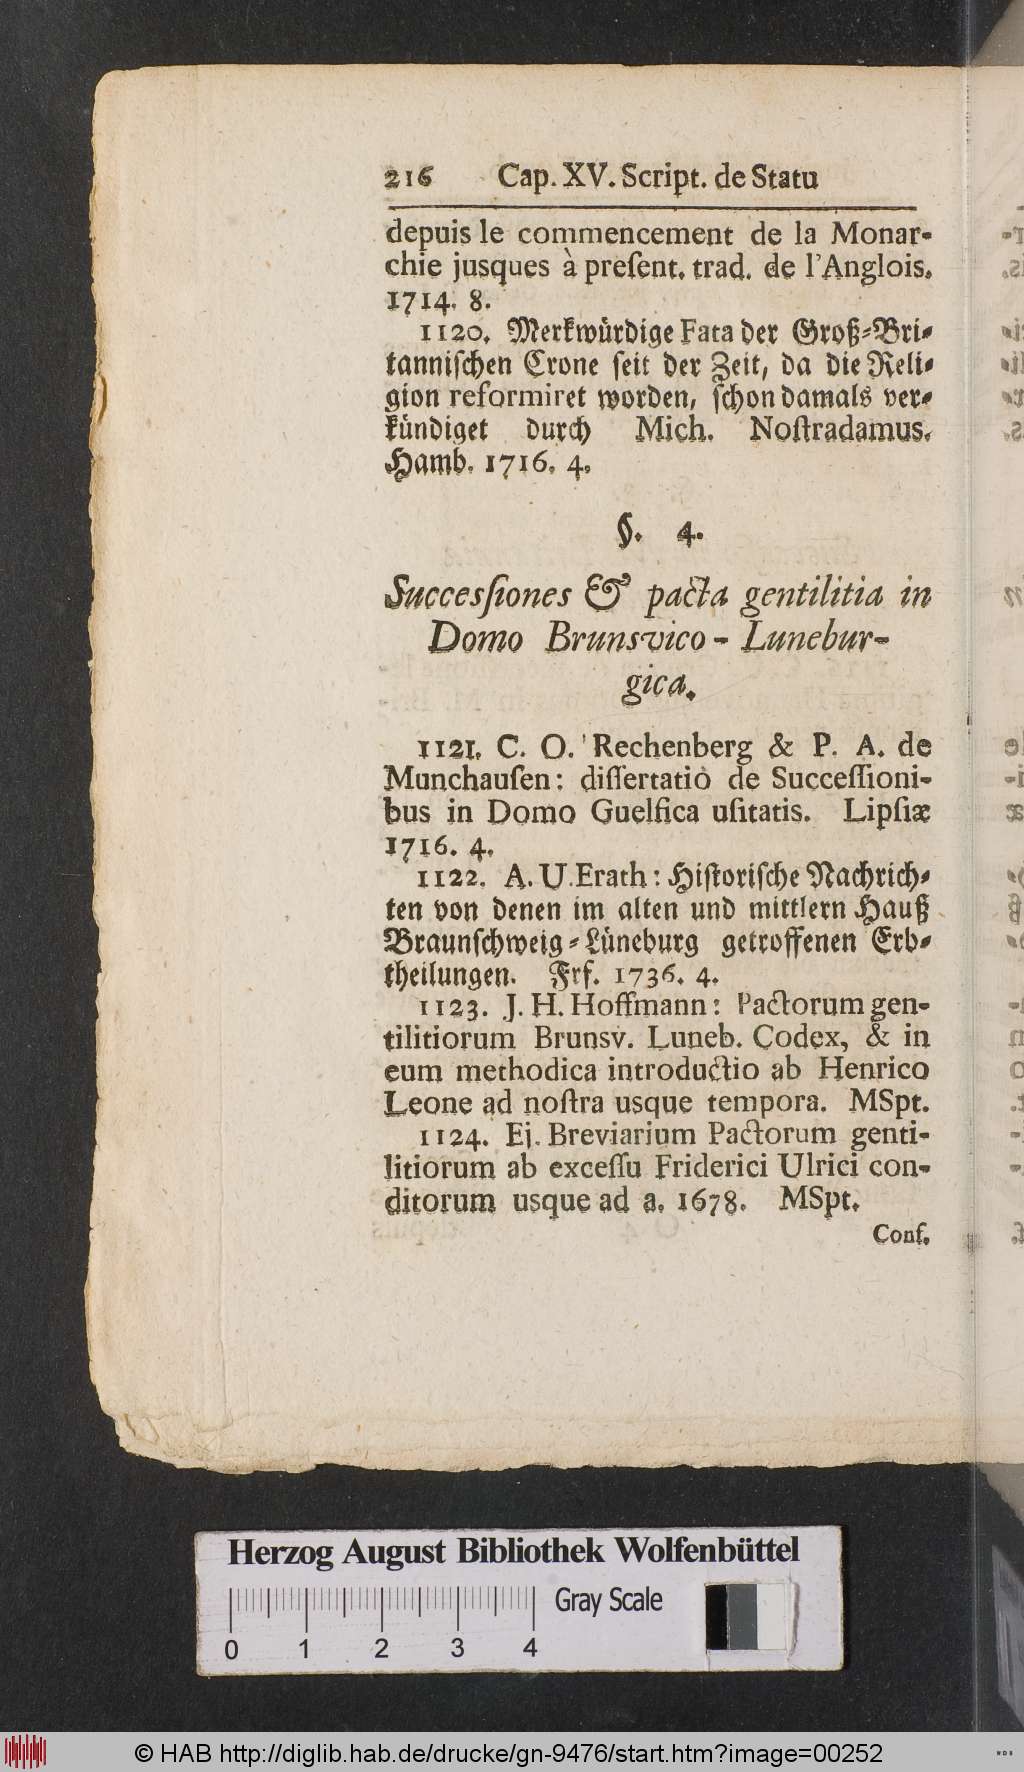 216 Cap. XV. Script. de Statu
depuis le commencement de la Monar-
chie jusques à preſent. trad. de l'Anglois.
1714. 8.
1120. Merkwürdige Fata der Groß-Bri-
tannischen Crone seit der Zeit, da die Reli-
gion reformiret worden, schon damals ver-
kündiget durch Mich. Noſtradamus.
Hamb. 1716. 4.
§. 4.
Succesſiones & pacta gentilitia in
Domo Brunsvico - Lunebur-
gica.
1121. C. O. Rechenberg & P. A. de
Munchauſen: diſſertatio de Succeſſioni-
bus in Domo Guelfica uſitatis. Lipſiæ
1716. 4.
1122. A. U. Erath: Historische Nachrich-
ten von denen im alten und mittlern Hauß
Braunschweig-Lüneburg getroffenen Erb-
theilungen. Frf. 1736. 4.
1123. J. H. Hoffmann: Pactorum gen-
tilitiorum Brunsv. Luneb. Codex, & in
eum methodica introductio ab Henrico
Leone ad noſtra usque tempora. MSpt.
1124. Ej. Breviarium Pactorum genti-
litiorum ab exceſſu Friderici Ulrici con-
ditorum usque ad a. 1678. MSpt.
Conf.
Herzog August Bibliothek Wolfenbüttel
Gray Scale
0 1 2 3 4
© HAB http://diglib.hab.de/drucke/gn-9476/start.htm?image=00252